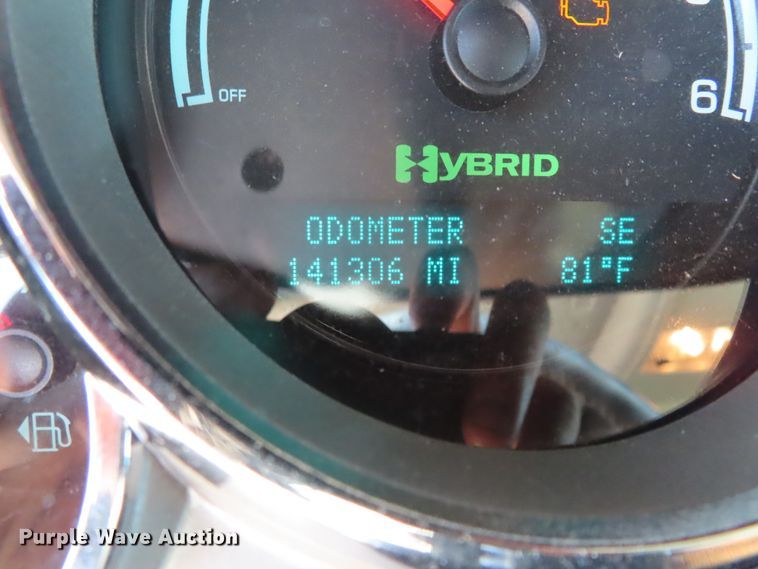 OFF
6
HYBRID
ODOMETER SE
141306 MI 81°F
Purple Wave Auction